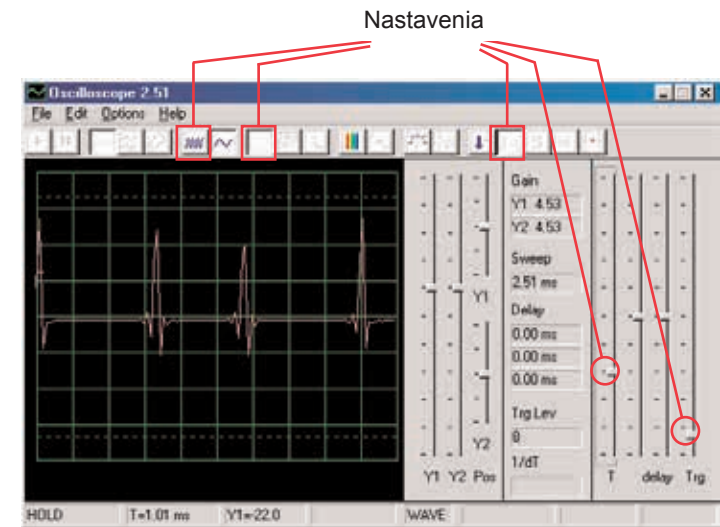 Nastavenia
Oscilloscope 2.51
File Edit Options Help
Gain
Y1 4.53
Y2 4.53
Sweep
2.51 ms
Delay
0.00 ms
0.00 ms
0.00 ms
Trg Lev
1/dT
Y1
Y2
Y1 Y2 Pos
T delay Trg
HOLD T=1.01 ms Y1=-22.0 WAVE